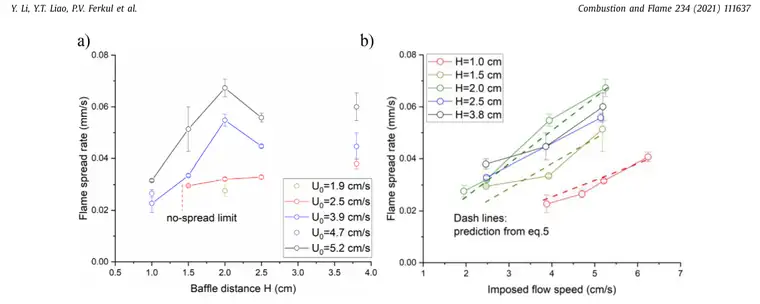 Y. Li, Y.T. Liao, P.V. Ferkul et al.
Combustion and Flame 234 (2021) 111637
a)
0.08
0.06
0.04
0.02
0.00
Flame spread rate (mm/s)
no-spread limit
U0=1.9 cm/s
U0=2.5 cm/s
U0=3.9 cm/s
U0=4.7 cm/s
U0=5.2 cm/s
0.5 1.0 1.5 2.0 2.5 3.0 3.5 4.0
Baffle distance H (cm)
b)
0.08
0.06
0.04
0.02
0.00
Flame spread rate (mm/s)
H=1.0 cm
H=1.5 cm
H=2.0 cm
H=2.5 cm
H=3.8 cm
Dash lines:
prediction from eq.5
1 2 3 4 5 6 7
Imposed flow speed (cm/s)